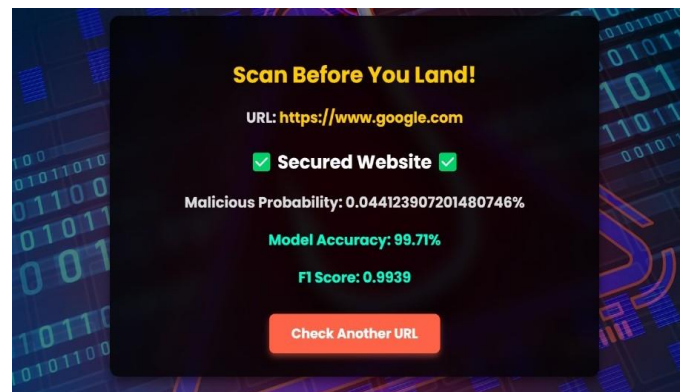 Scan Before You Land!
URL: https://www.google.com
✅ Secured Website ✅
Malicious Probability: 0.044123907201480746%
Model Accuracy: 99.71%
F1 Score: 0.9939
Check Another URL